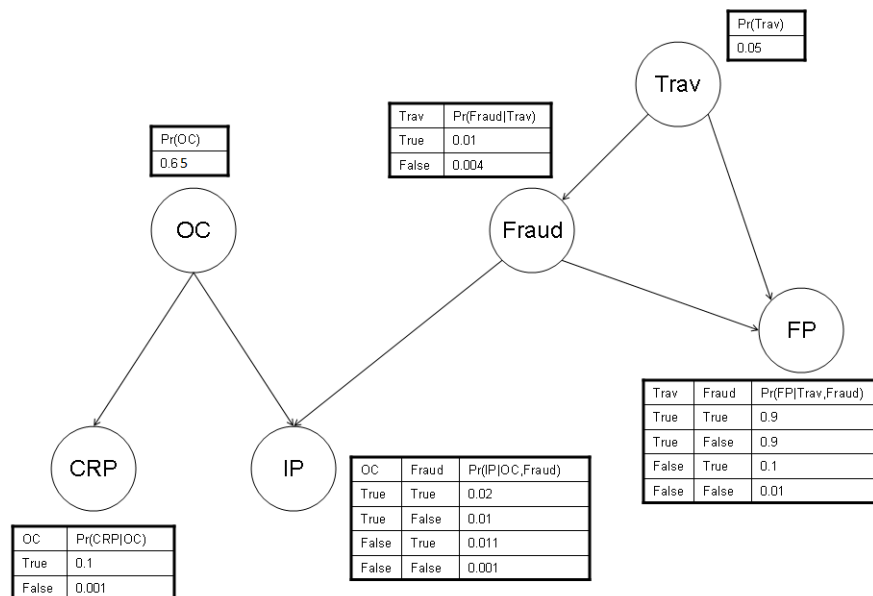 Pr(Trav)
0.05
Trav
Trav Pr(Fraud|Trav)
True 0.01
False 0.004
Pr(OC)
0.65
OC
Fraud
FP
Trav Fraud Pr(FP|Trav,Fraud)
True True 0.9
True False 0.9
False True 0.1
False False 0.01
CRP
IP
OC Fraud Pr(IP|OC,Fraud)
True True 0.02
True False 0.01
False True 0.011
False False 0.001
OC Pr(CRP|OC)
True 0.1
False 0.001